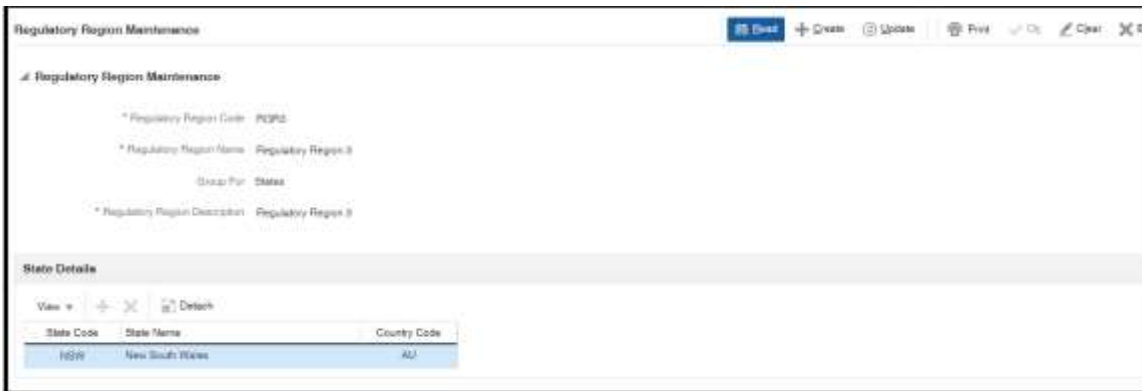 Regulatory Region Maintenance
Read Create Update Print Ok Clear
Regulatory Region Maintenance
* Regulatory Region Code
* Regulatory Region Name Regulatory Region
Group For States
* Regulatory Region Description Regulatory Region
State Details
View Detach
State Code State Name Country Code
NSW New South Wales AU